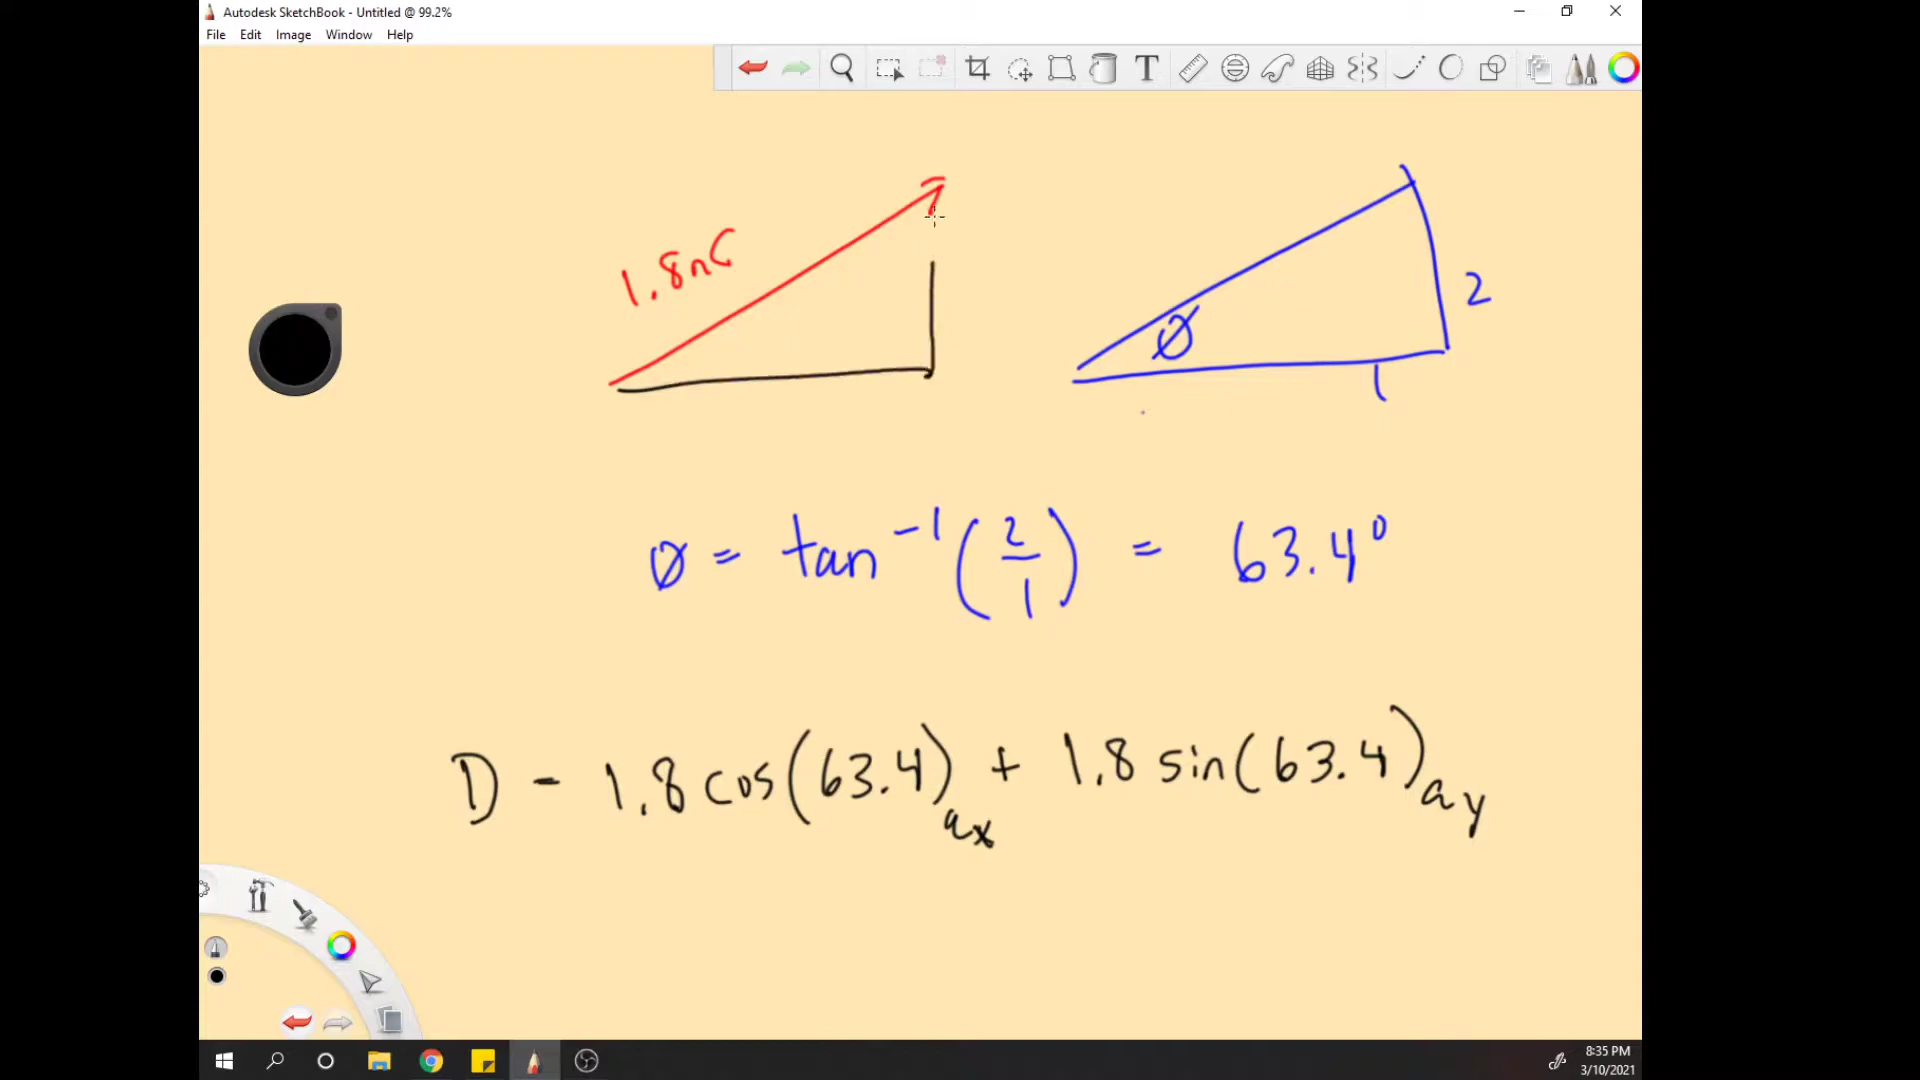 Autodesk SketchBook - Untitled @ 99.2%
File Edit Image Window Help
T
1.8nC
Ø
2
1
Ø = tan⁻¹(2/1) = 63.4°
D - 1.8 cos(63.4)ax + 1.8 sin(63.4)ay
8:35 PM
3/10/2021